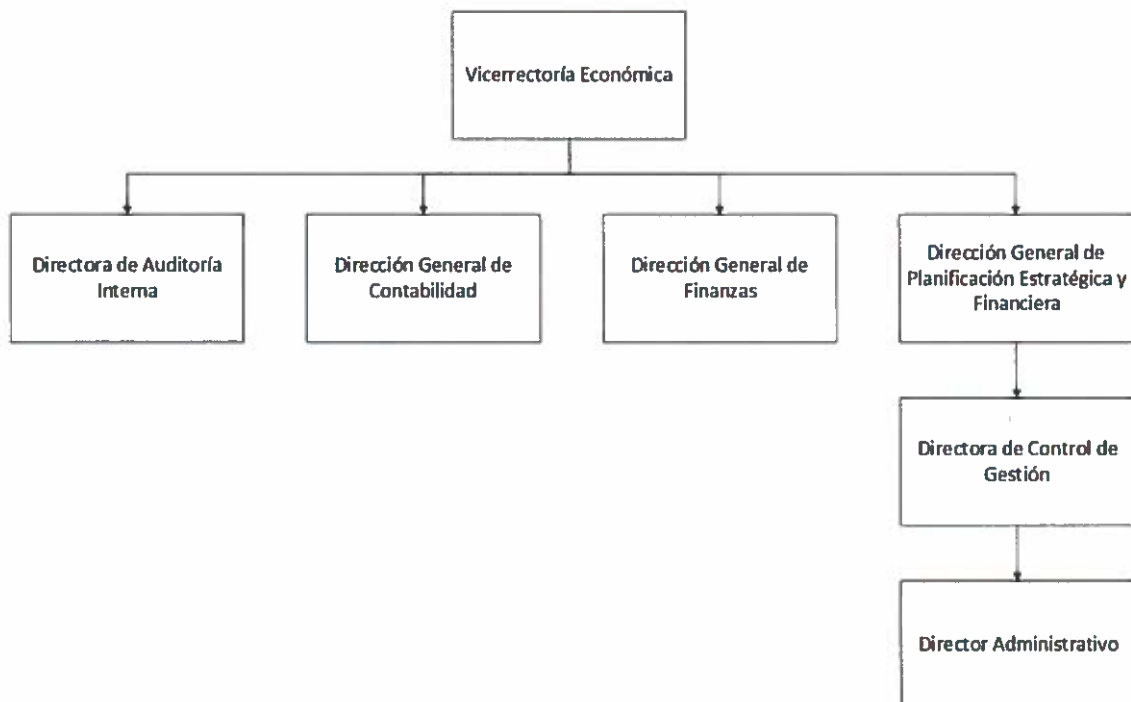 Vicerrectoría Económica
Directora de Auditoría
Interna
Dirección General de
Contabilidad
Dirección General de
Finanzas
Dirección General de
Planificación Estratégica y
Financiera
Directora de Control de
Gestión
Director Administrativo